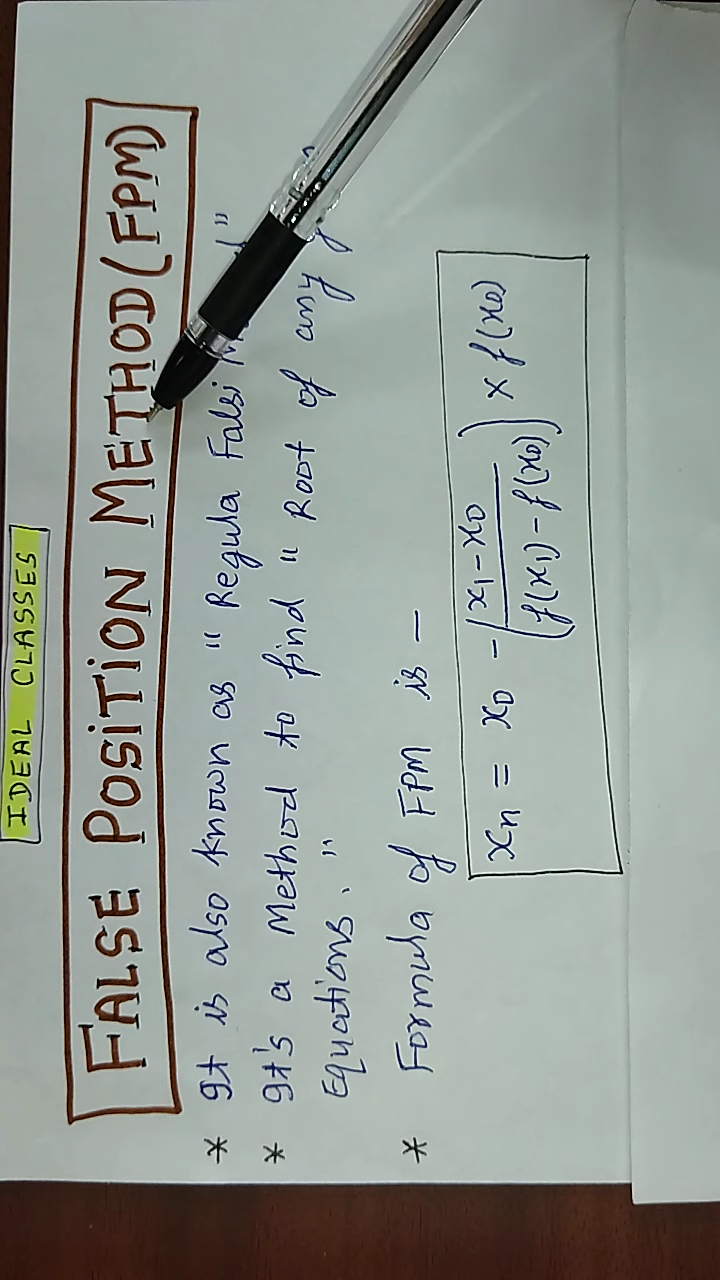 IDEAL CLASSES
FALSE POSITION METHOD (FPM)
* It is also known as "Regula Falsi "
* It's a Method to find "Root of any
Equations."
* Formula of FPM is —
xn = x0 - (x1 - x0 / f(x1) - f(x0)) × f(x0)